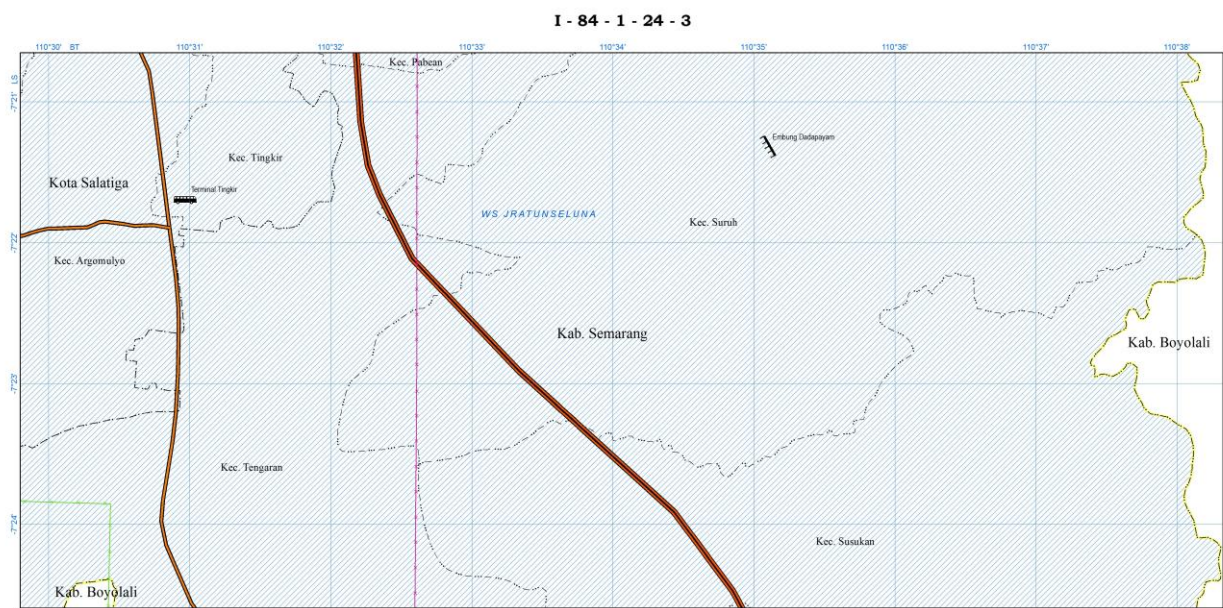 I - 84 - 1 - 24 - 3
110°30' BT
110°31'
110°32'
110°33'
110°34'
110°35'
110°36'
110°37'
110°38'
Kec. Pabean
-7°21' LS
Embung Dadapayam
Kec. Tingkir
Kota Salatiga
Terminal Tingkir
WS JRATUNSELUNA
Kec. Suruh
-7°22'
Kec. Argomulyo
Kab. Semarang
Kab. Boyolali
-7°23'
Kec. Tengaran
-7°24'
Kec. Susukan
Kab. Boyolali